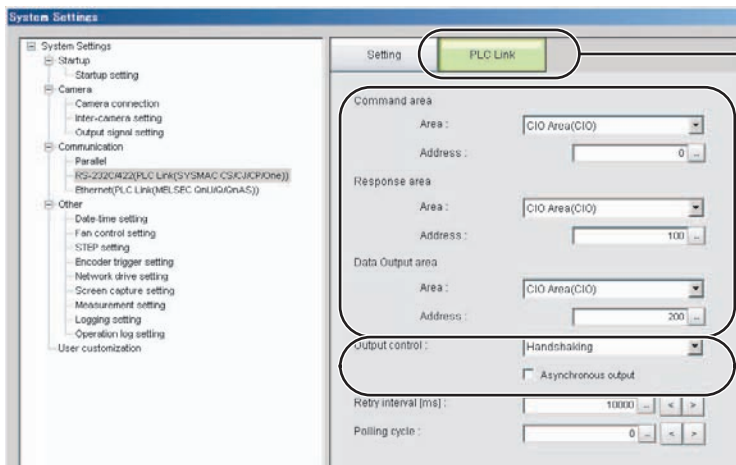 System Settings
System Settings
Startup
Startup setting
Camera
Camera connection
Inter-camera setting
Output signal setting
Communication
Parallel
RS-232C/422(PLC Link(SYSMAC CS/CJ/CP/One))
Ethernet(PLC Link(MELSEC QnU/Q/QnAS))
Other
Date-time setting
Fan control setting
STEP setting
Encoder trigger setting
Network drive setting
Screen capture setting
Measurement setting
Logging setting
Operation log setting
User customization
Setting PLC Link
Command area
Area : CIO Area(CIO)
Address : 0 ...
Response area
Area : CIO Area(CIO)
Address : 100 ...
Data Output area
Area : CIO Area(CIO)
Address : 200 ...
Output control : Handshaking
Asynchronous output
Retry interval [ms] : 10000 ... < >
Polling cycle : 0 ... < >